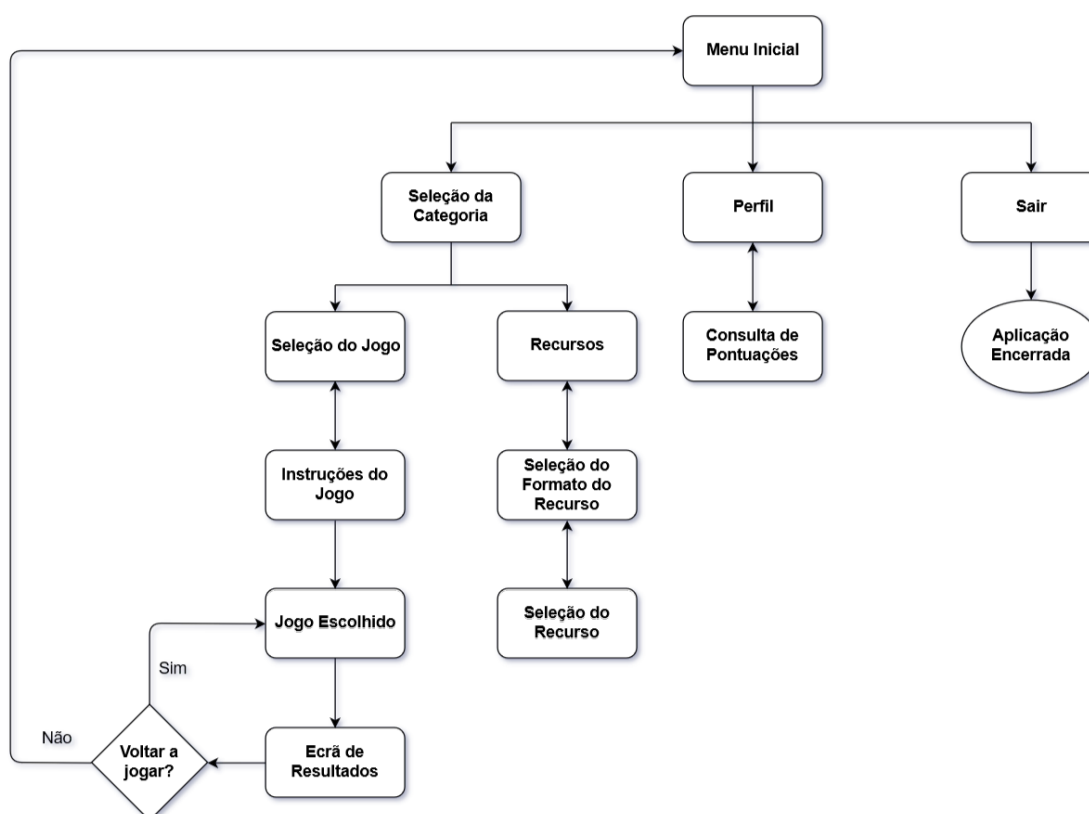 Menu Inicial
Seleção da
Categoria
Perfil
Sair
Seleção do Jogo
Recursos
Consulta de
Pontuações
Aplicação
Encerrada
Instruções do
Jogo
Seleção do
Formato do
Recurso
Jogo Escolhido
Seleção do
Recurso
Sim
Não
Voltar a
jogar?
Ecrã de
Resultados